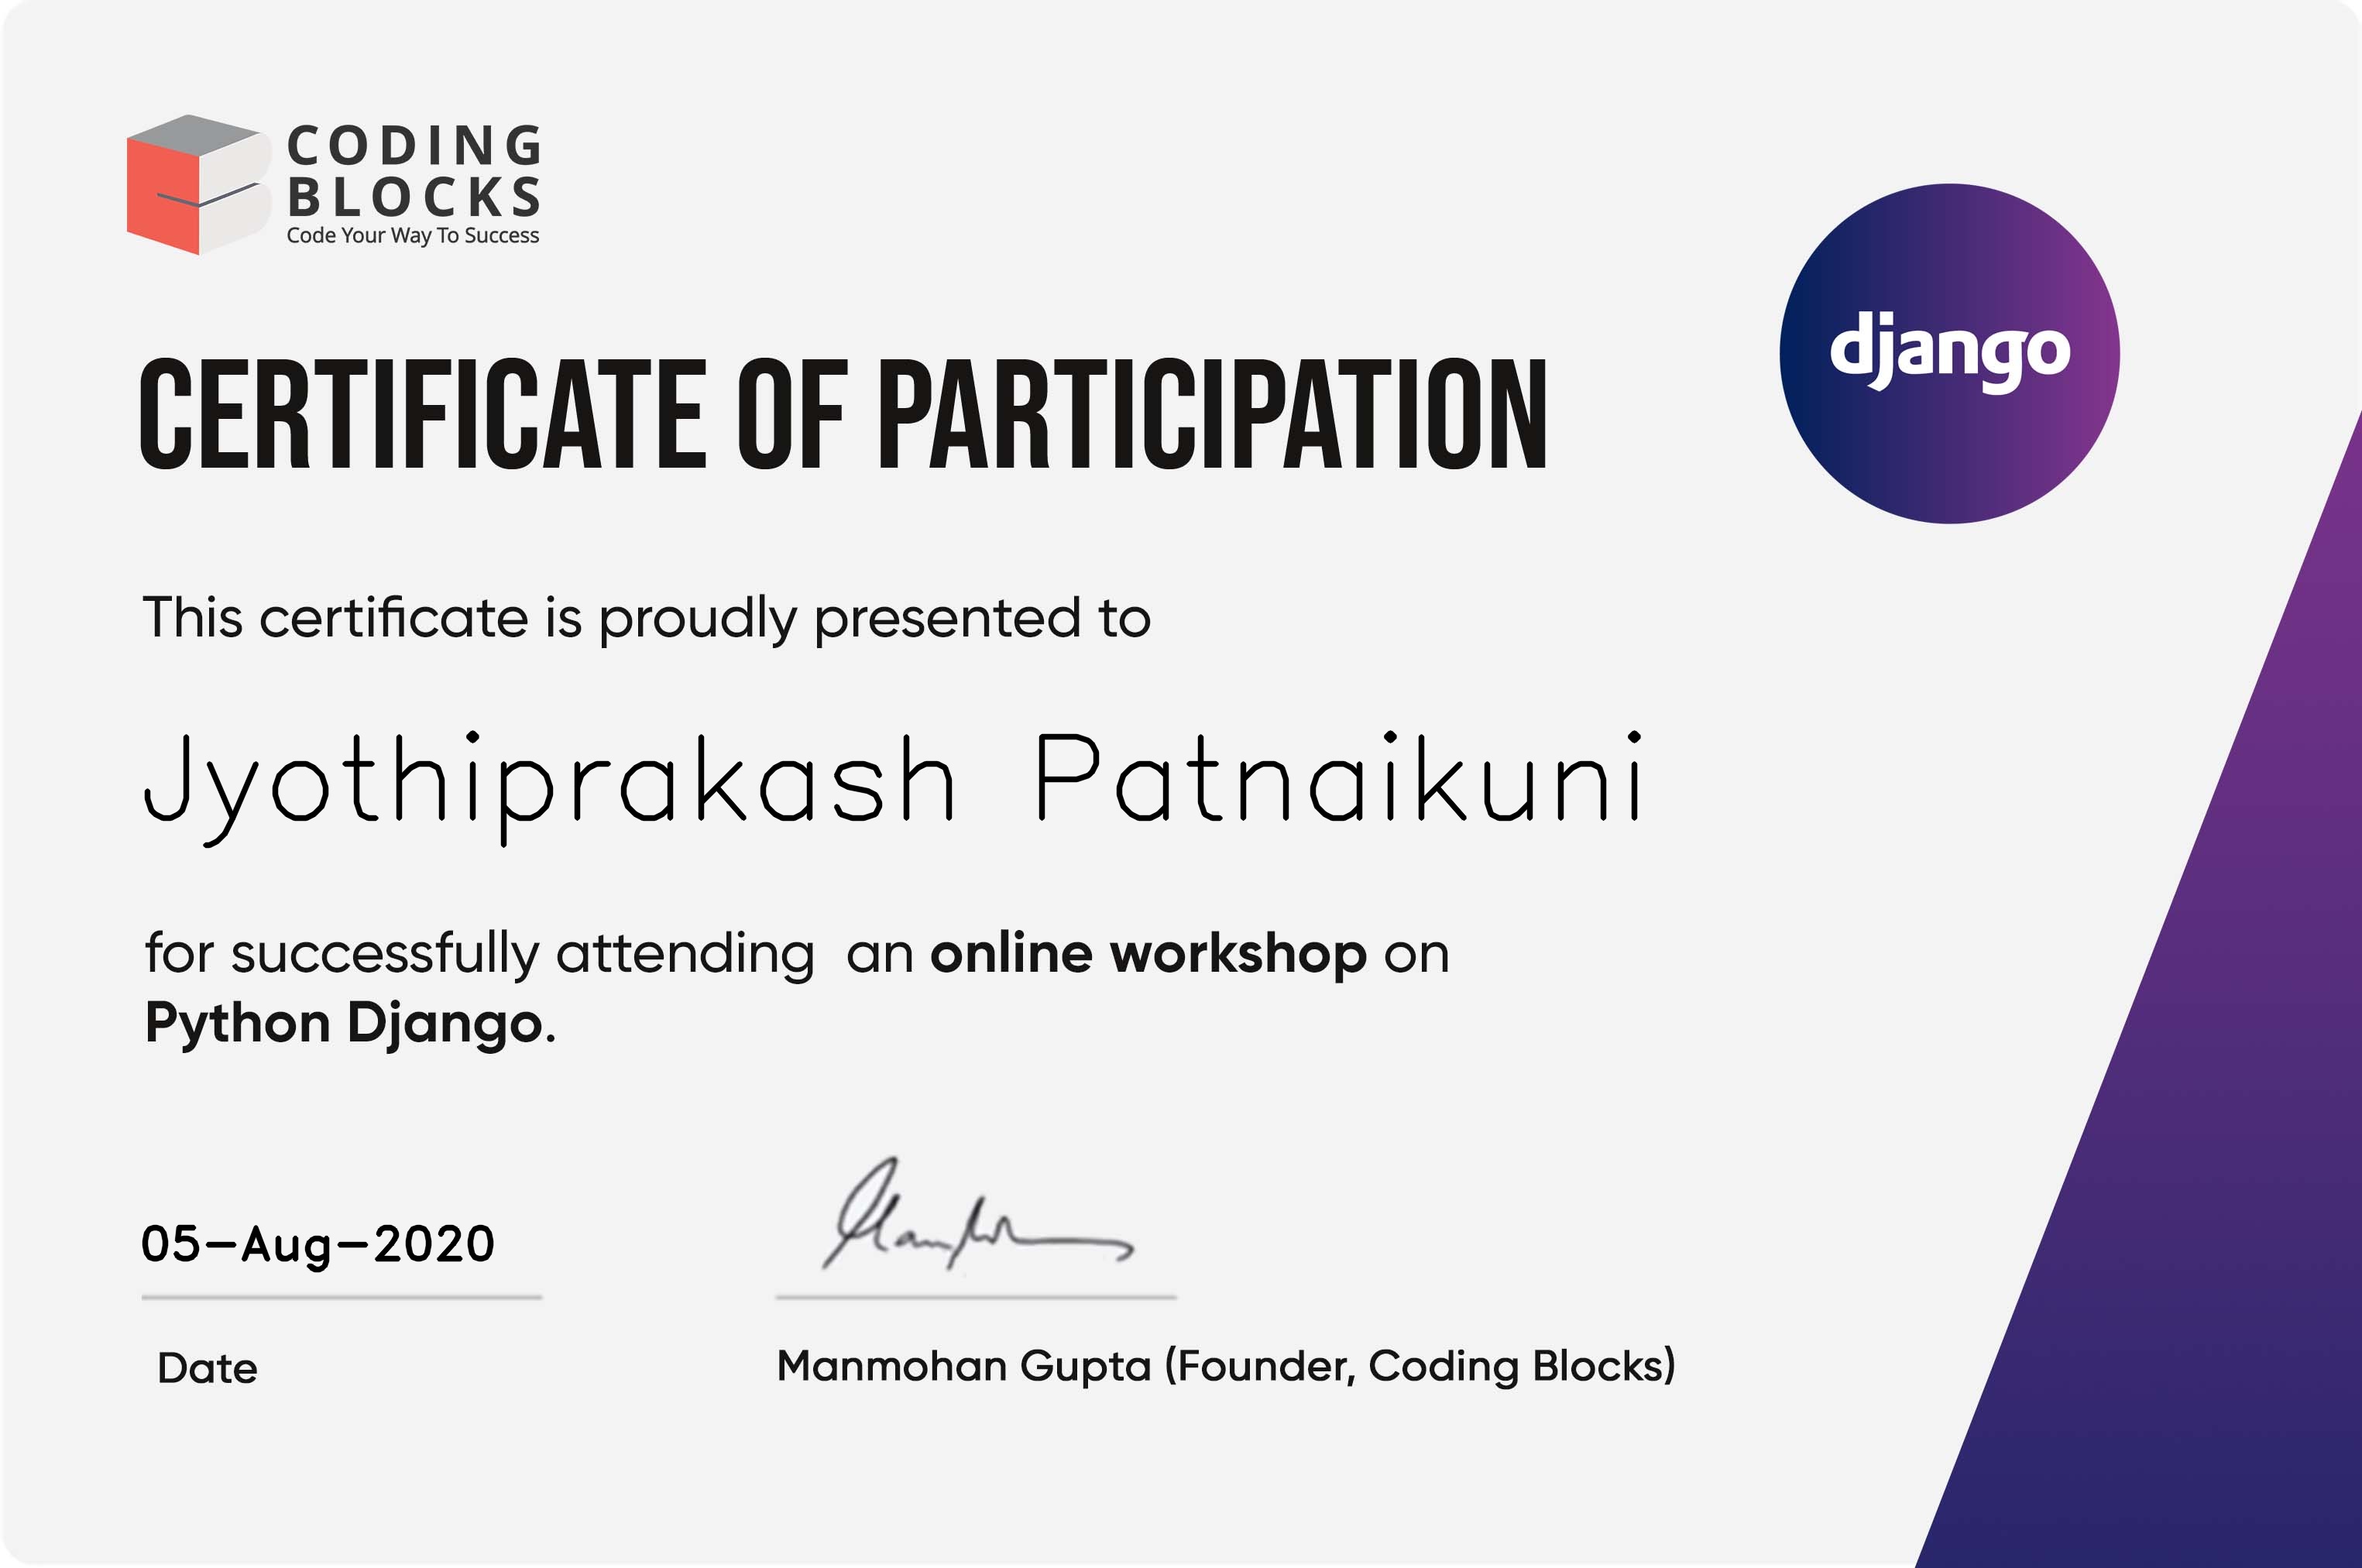 CODING
BLOCKS
Code Your Way To Success
django
CERTIFICATE OF PARTICIPATION
This certificate is proudly presented to
Jyothiprakash Patnaikuni
for successfully attending an online workshop on
Python Django.
05-Aug-2020
Date
Manmohan Gupta (Founder, Coding Blocks)